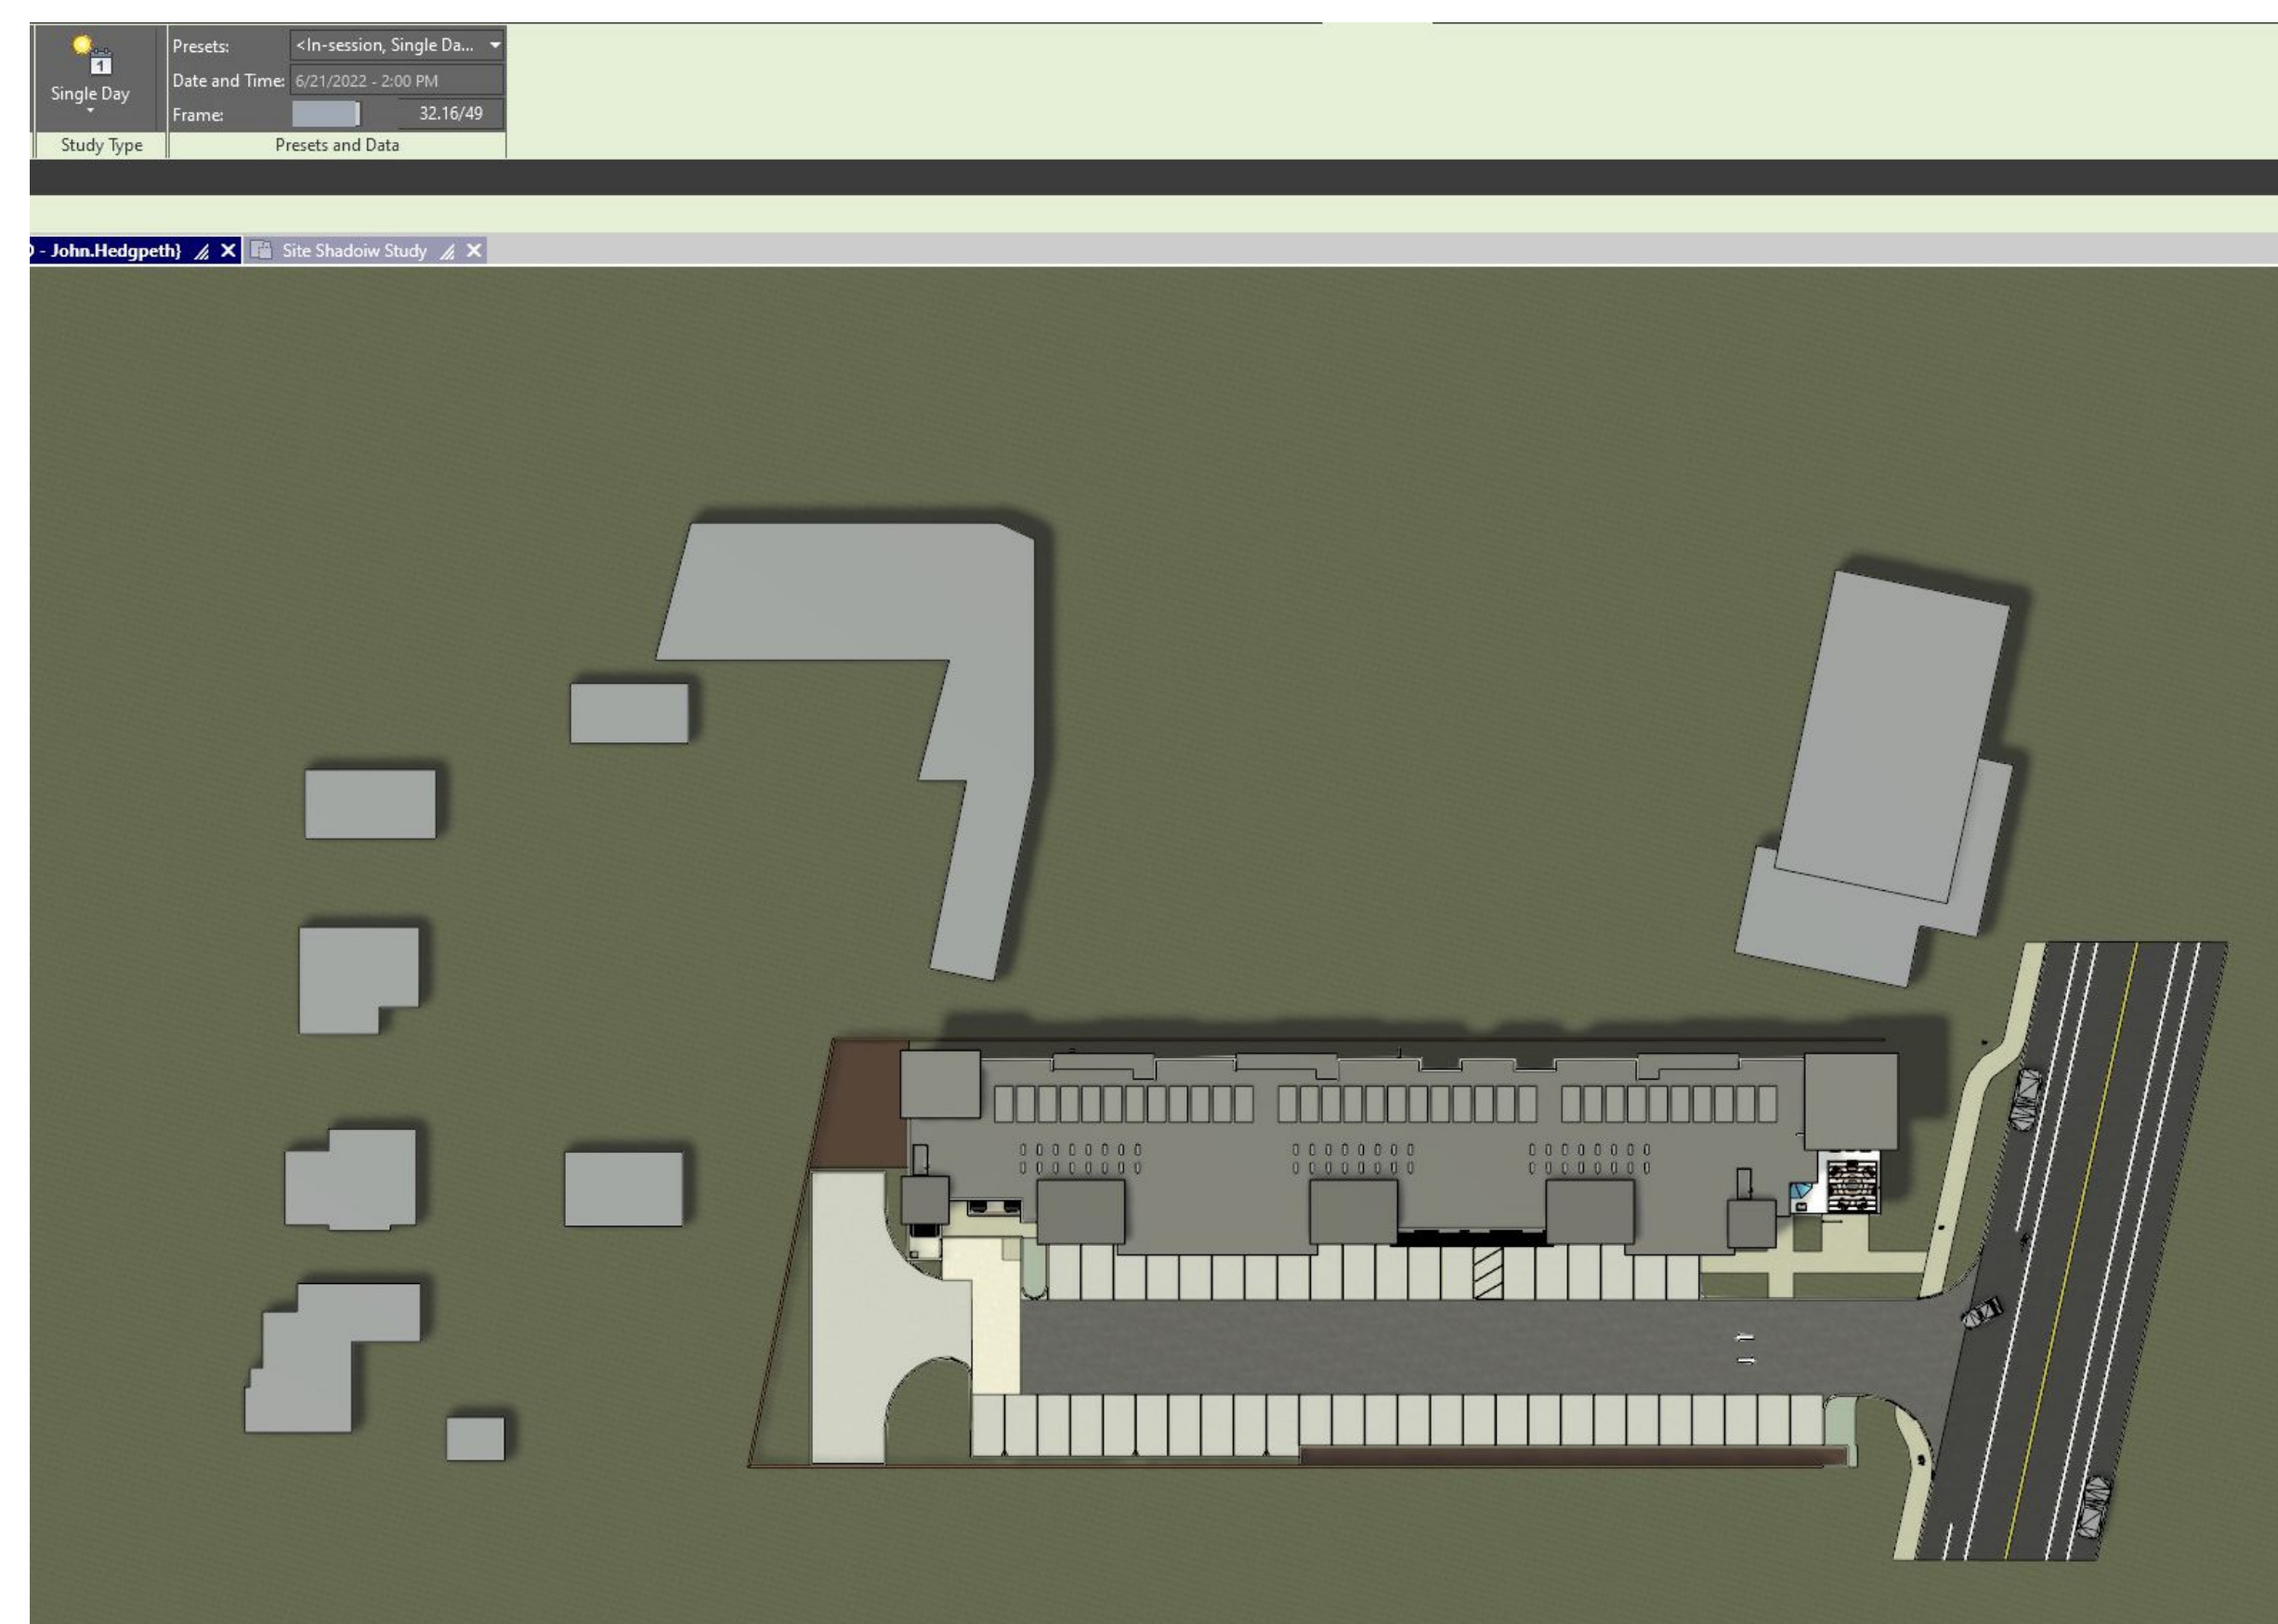 Presets:
<In-session, Single Da...
1
Date and Time:
6/21/2022 - 2:00 PM
Single Day
Frame:
32.16/49
Study Type
Presets and Data
- John.Hedgpeth}
Site Shadoiw Study